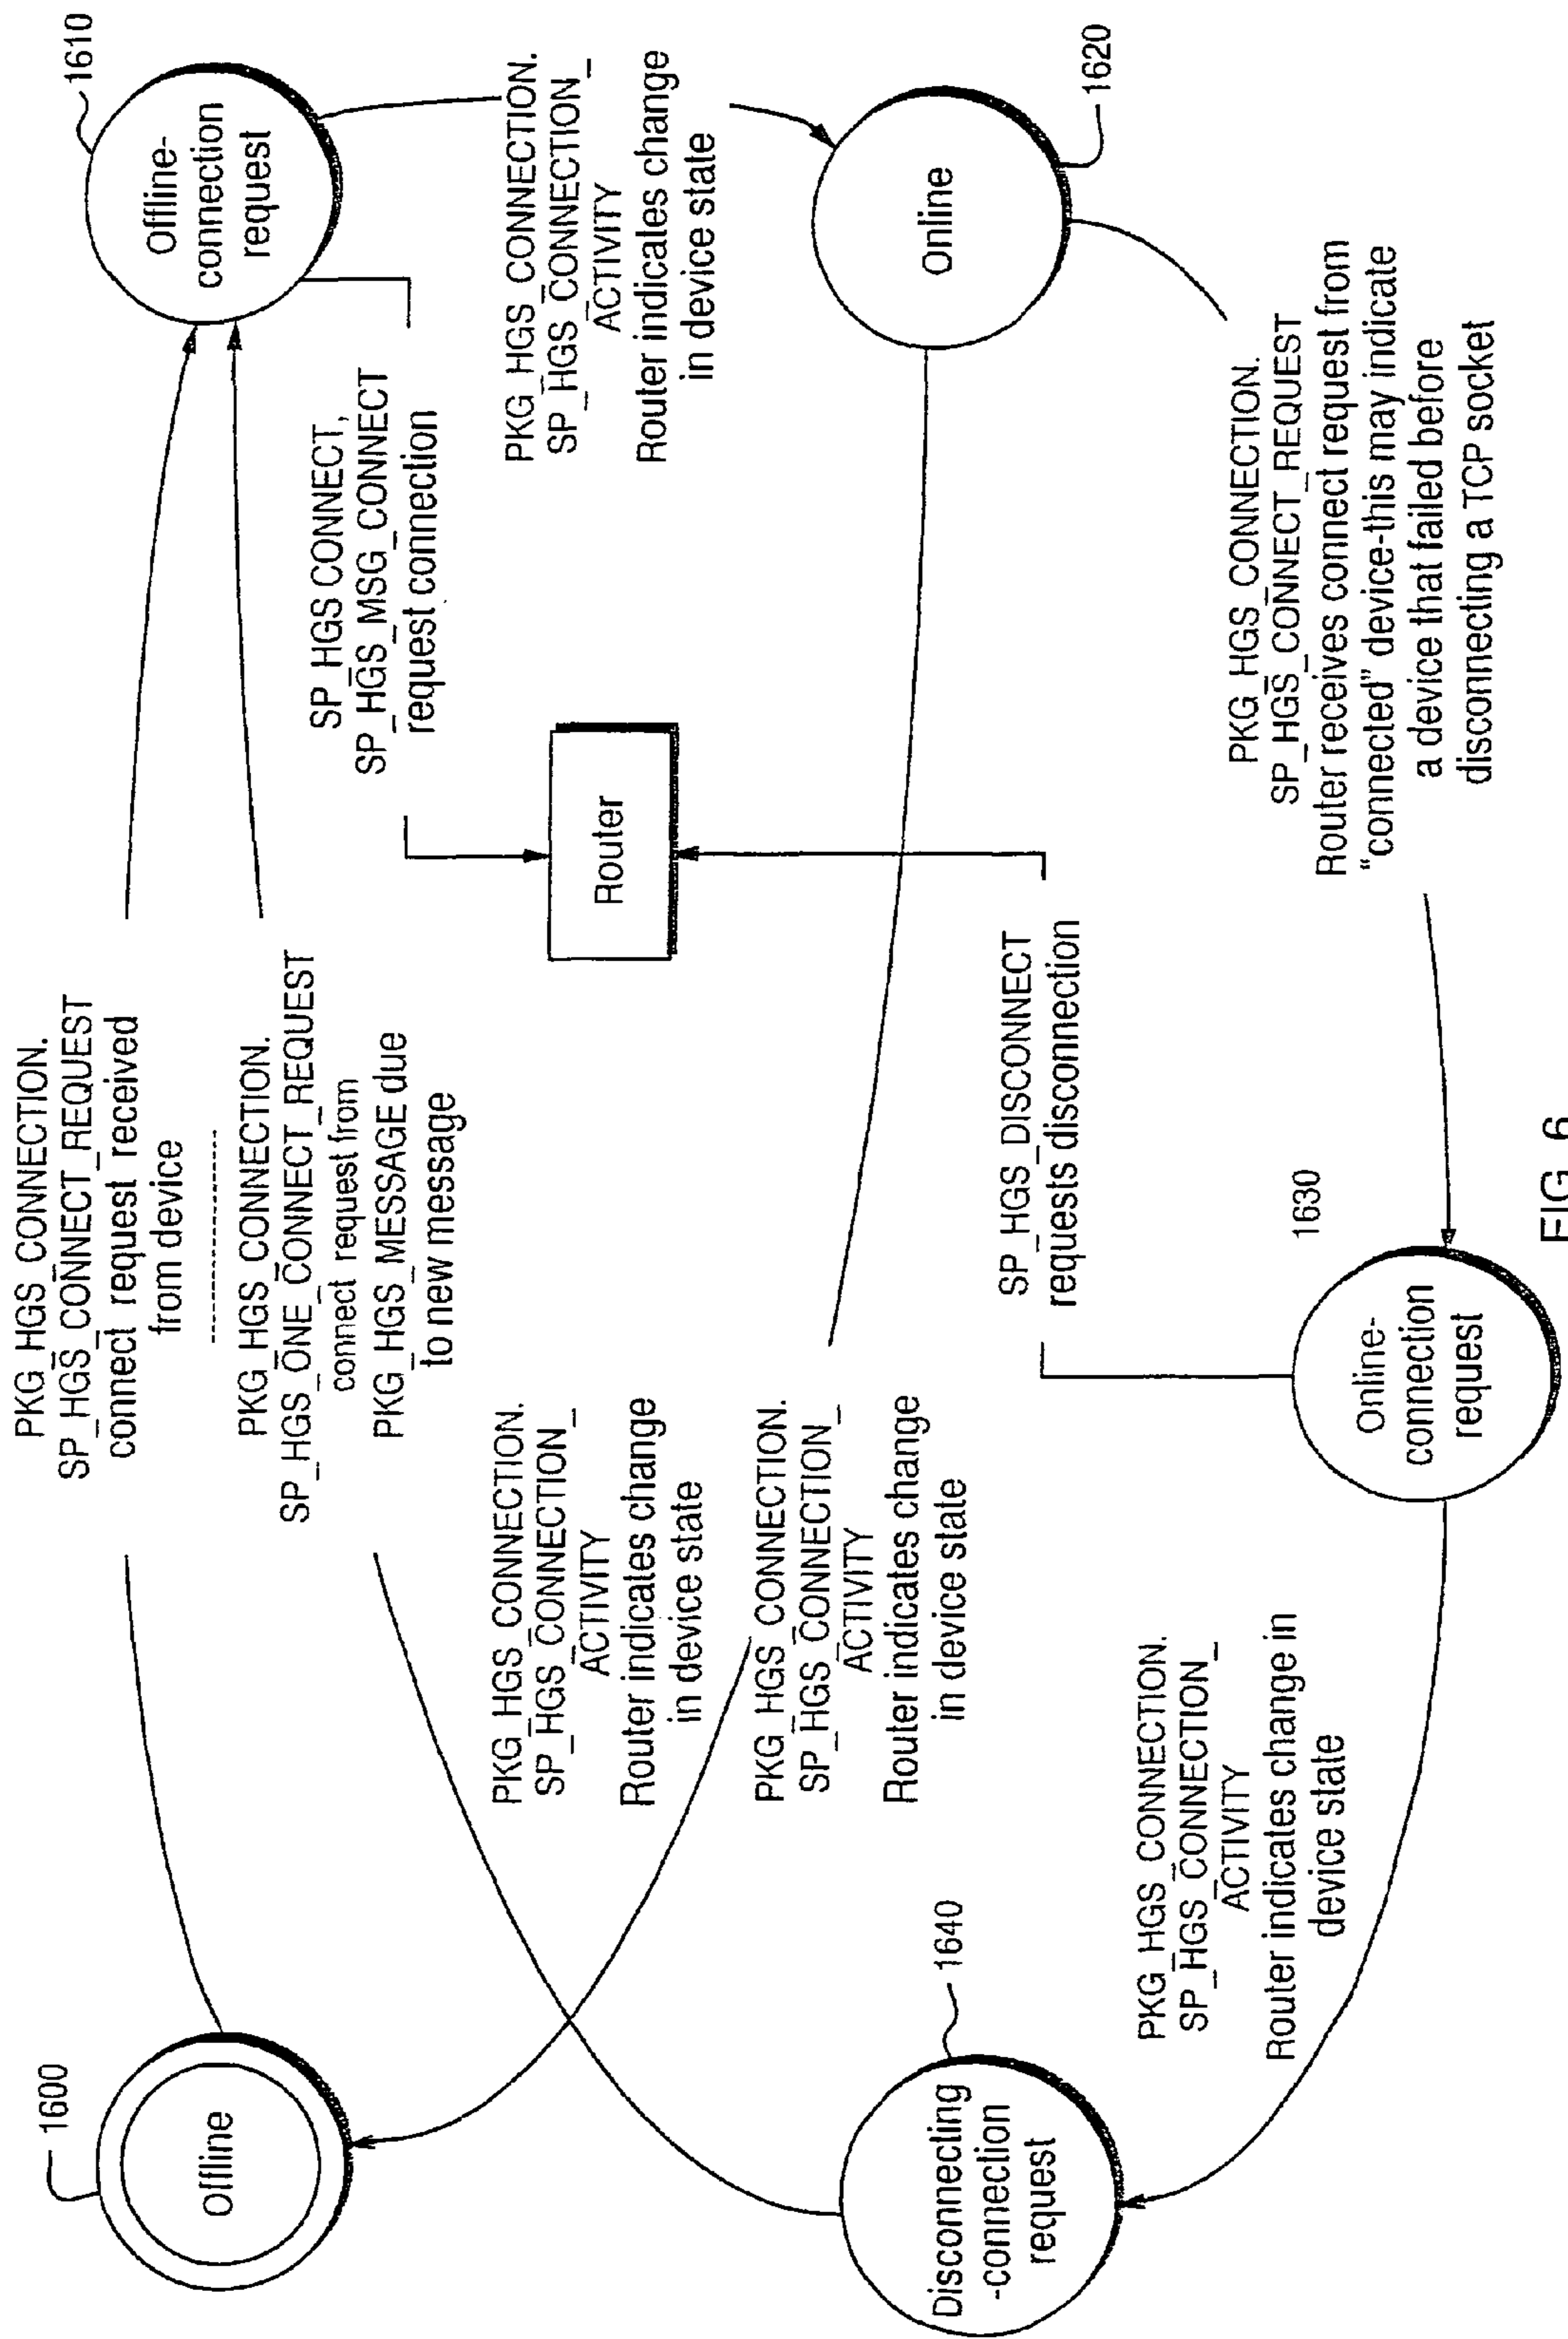 1600
Offline
PKG_HGS_CONNECTION.
SP_HGS_CONNECT_REQUEST
connect request received
from device
PKG_HGS_CONNECTION.
SP_HGS_ONE_CONNECT_REQUEST
connect request from
PKG_HGS_MESSAGE due
to new message
1610
Offline-
connection
request
SP_HGS CONNECT,
SP_HGS_MSG_CONNECT
request connection
PKG_HGS_CONNECTION.
SP_HGS_CONNECTION_
ACTIVITY
Router indicates change
in device state
Router
PKG_HGS_CONNECTION.
SP_HGS_CONNECTION_
ACTIVITY
Router indicates change
in device state
PKG_HGS_CONNECTION.
SP_HGS_CONNECTION_
ACTIVITY
Router indicates change
in device state
Online
1620
1640
Disconnecting
-connection
request
SP_HGS_DISCONNECT
requests disconnection
PKG_HGS_CONNECTION.
SP_HGS_CONNECTION_
ACTIVITY
Router indicates change in
device state
1630
Online-
connection
request
PKG_HGS_CONNECTION.
SP_HGS_CONNECT_REQUEST
Router receives connect request from
“connected” device-this may indicate
a device that failed before
disconnecting a TCP socket
FIG. 6